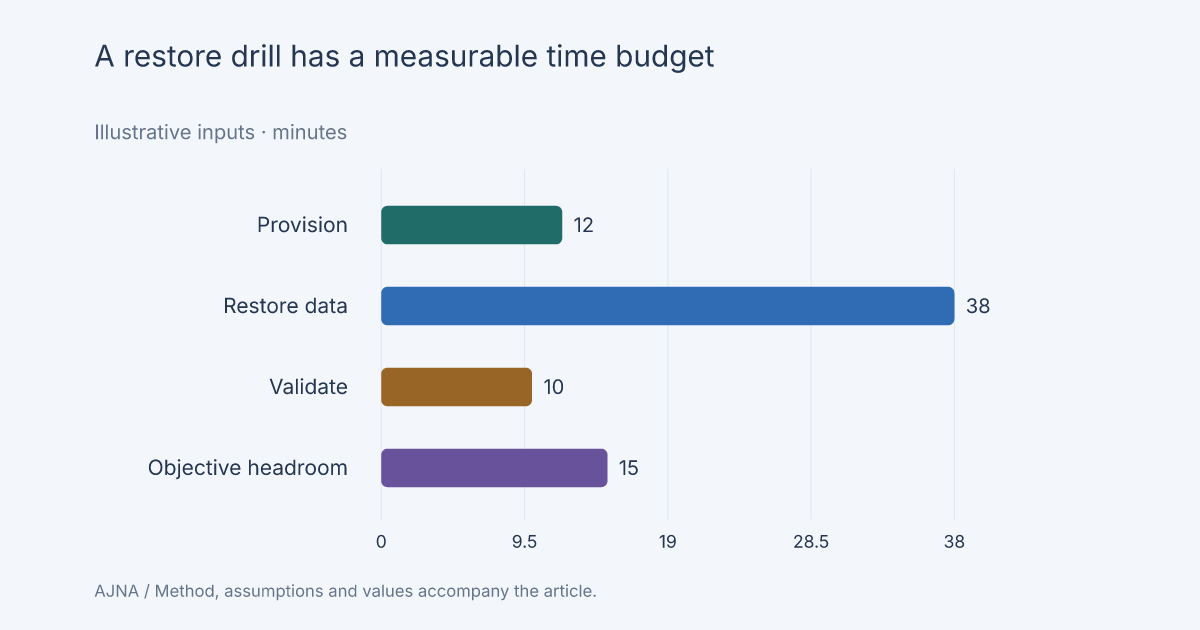 A restore drill has a measurable time budget
Illustrative inputs · minutes
Provision 12
Restore data 38
Validate 10
Objective headroom 15
0 9.5 19 28.5 38
AJNA / Method, assumptions and values accompany the article.